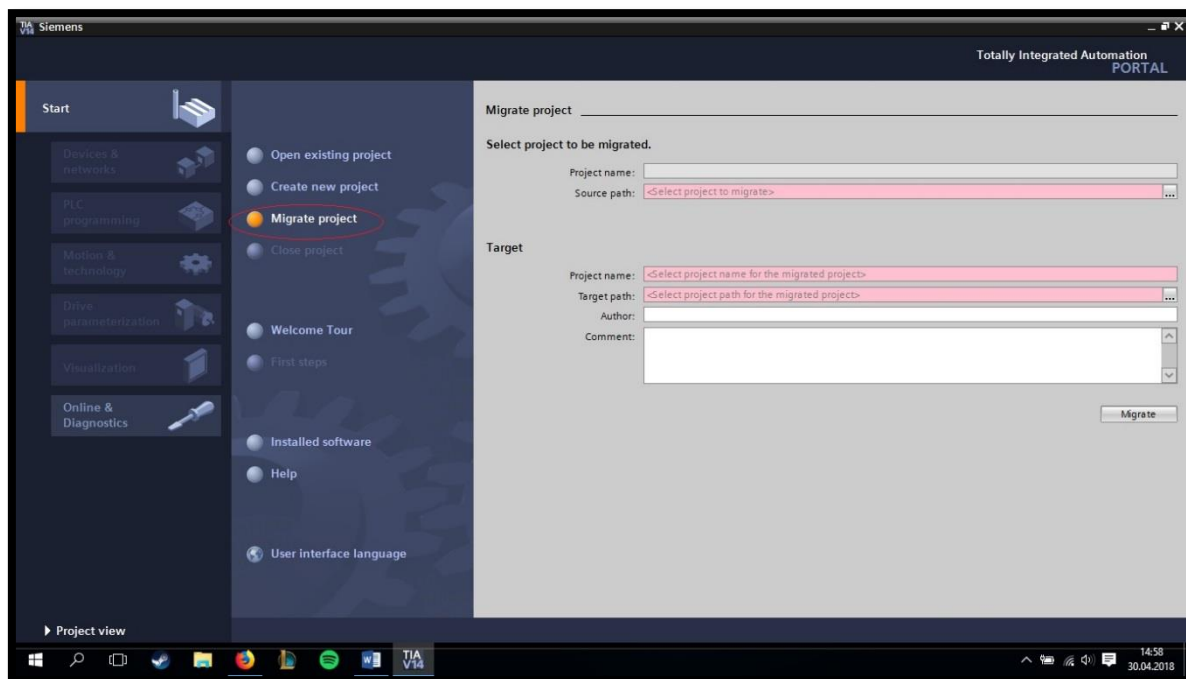 TIA
V14
Siemens
Totally Integrated Automation
PORTAL
Start
Devices &
networks
PLC
programming
Motion &
technology
Drive
parameterization
Visualization
Online &
Diagnostics
Project view
Open existing project
Create new project
Migrate project
Close project
Welcome Tour
First steps
Installed software
Help
User interface language
Migrate project
Select project to be migrated.
Project name:
Source path: <Select project to migrate> ...
Target
Project name: <Select project name for the migrated project>
Target path: <Select project path for the migrated project> ...
Author:
Comment:
Migrate
TIA
V14
14:58
30.04.2018